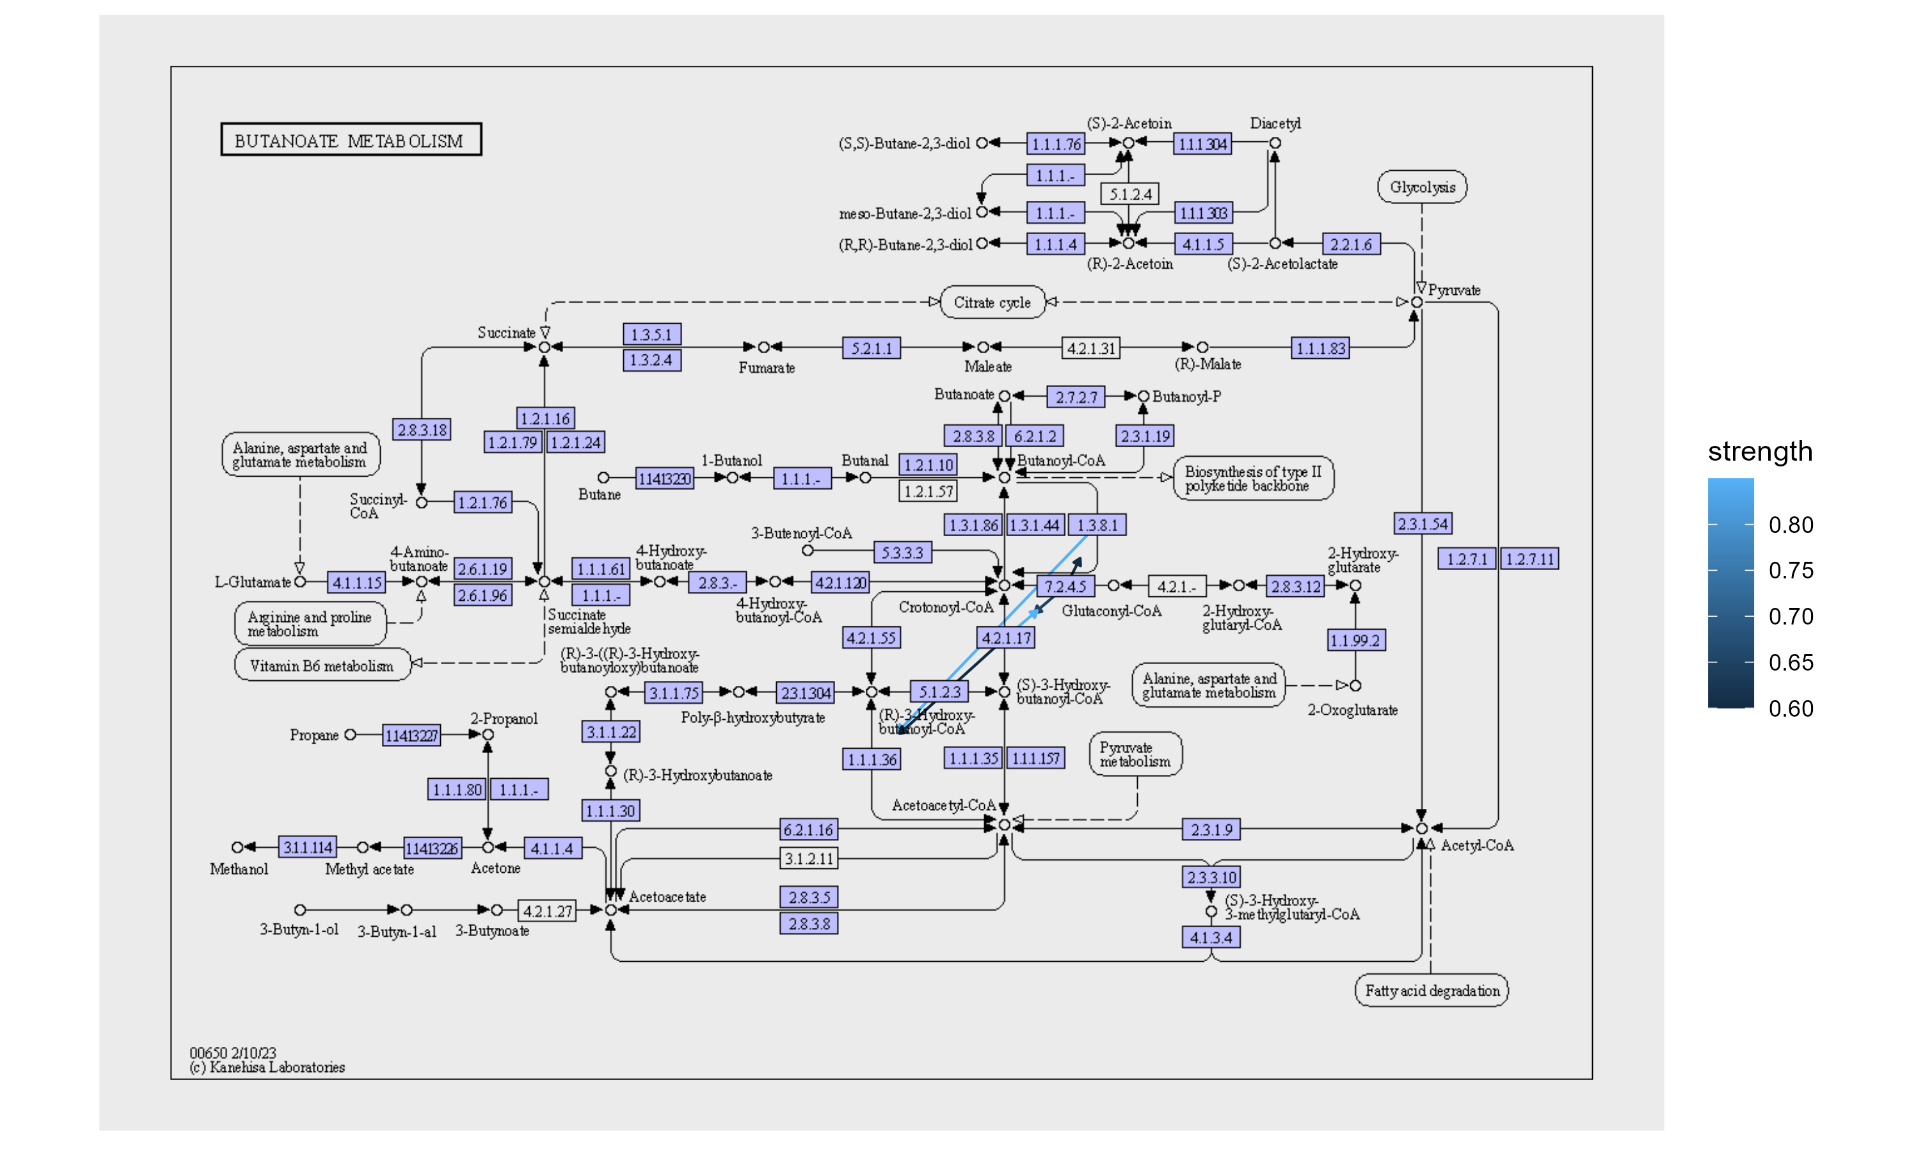 BUTANOATE METABOLISM
(S)-2-Acetoin
Diacetyl
(S,S)-Butane-2,3-diol
1.1.1.76
1.1.1.304
1.1.1.-
5.1.2.4
Glycolysis
meso-Butane-2,3-diol
1.1.1.-
1.1.1.303
(R,R)-Butane-2,3-diol
1.1.1.4
4.1.1.5
2.2.1.6
(R)-2-Acetoin
(S)-2-Acetolactate
Citrate cycle
Pyruvate
Succinate
1.3.5.1
1.3.2.4
Fumarate
5.2.1.1
Maleate
4.2.1.31
(R)-Malate
1.1.1.83
Butanoate
2.7.2.7
Butanoyl-P
2.8.3.18
1.2.1.16
1.2.1.79
1.2.1.24
2.8.3.8
6.2.1.2
2.3.1.19
Alanine, aspartate and
glutamate metabolism
Butane
1.14.13.230
1-Butanol
1.1.1.-
Butanal
1.2.1.10
1.2.1.57
Butanoyl-CoA
Biosynthesis of type II
polyketide backbone
Succinyl-
CoA
1.2.1.76
1.3.1.86
1.3.1.44
1.3.8.1
2.3.1.54
3-Butenoyl-CoA
5.3.3.3
1.2.7.1
1.2.7.11
L-Glutamate
4.1.1.15
4-Amino-
butanoate
2.6.1.19
2.6.1.96
1.1.1.61
1.1.1.-
4-Hydroxy-
butanoate
2.8.3.-
4.2.1.120
4-Hydroxy-
butanoyl-CoA
Crotonoyl-CoA
7.2.4.5
Glutaconyl-CoA
4.2.1.-
2-Hydroxy-
glutaryl-CoA
2.8.3.12
2-Hydroxy-
glutarate
Arginine and proline
metabolism
Succinate
semialdehyde
Vitamin B6 metabolism
4.2.1.55
4.2.1.17
1.1.99.2
(R)-3-((R)-3-Hydroxy-
butanoyloxy)butanoate
3.1.1.75
2.3.1.304
5.1.2.3
(S)-3-Hydroxy-
butanoyl-CoA
Alanine, aspartate and
glutamate metabolism
2-Oxoglutarate
Poly-β-hydroxybutyrate
(R)-3-Hydroxy-
butanoyl-CoA
Propane
1.14.13.227
2-Propanol
3.1.1.22
1.1.1.36
1.1.1.35
1.1.1.157
Pyruvate
metabolism
(R)-3-Hydroxybutanoate
1.1.1.80
1.1.1.-
1.1.1.30
Acetoacetyl-CoA
6.2.1.16
2.3.1.9
Acetyl-CoA
Methanol
3.1.1.114
Methyl acetate
1.14.13.226
Acetone
4.1.1.4
3.1.2.11
2.3.3.10
Acetoacetate
2.8.3.5
2.8.3.8
(S)-3-Hydroxy-
3-methylglutaryl-CoA
3-Butyn-1-ol
3-Butyn-1-al
3-Butynoate
4.2.1.27
4.1.3.4
Fatty acid degradation
00650 2/10/23
(c) Kanehisa Laboratories
strength
0.80
0.75
0.70
0.65
0.60